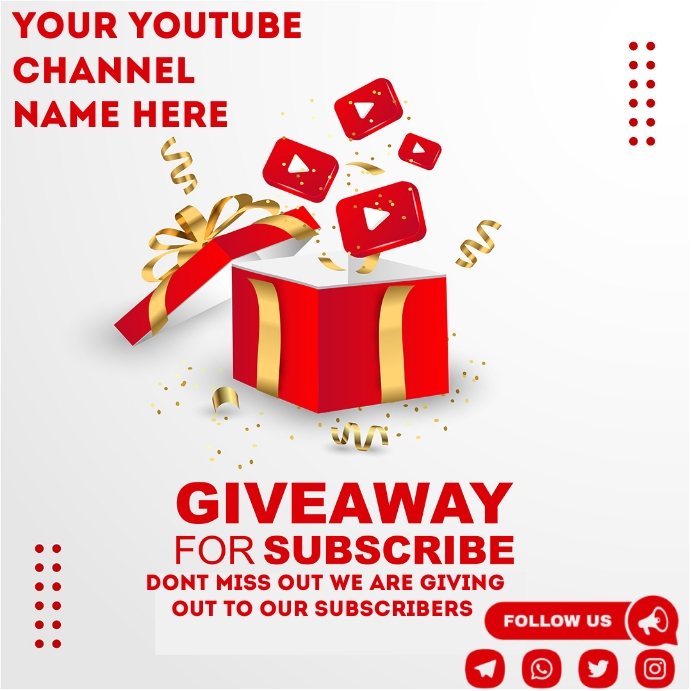 YOUR YOUTUBE
CHANNEL
NAME HERE
GIVEAWAY
FOR SUBSCRIBE
DONT MISS OUT WE ARE GIVING
OUT TO OUR SUBSCRIBERS
FOLLOW US